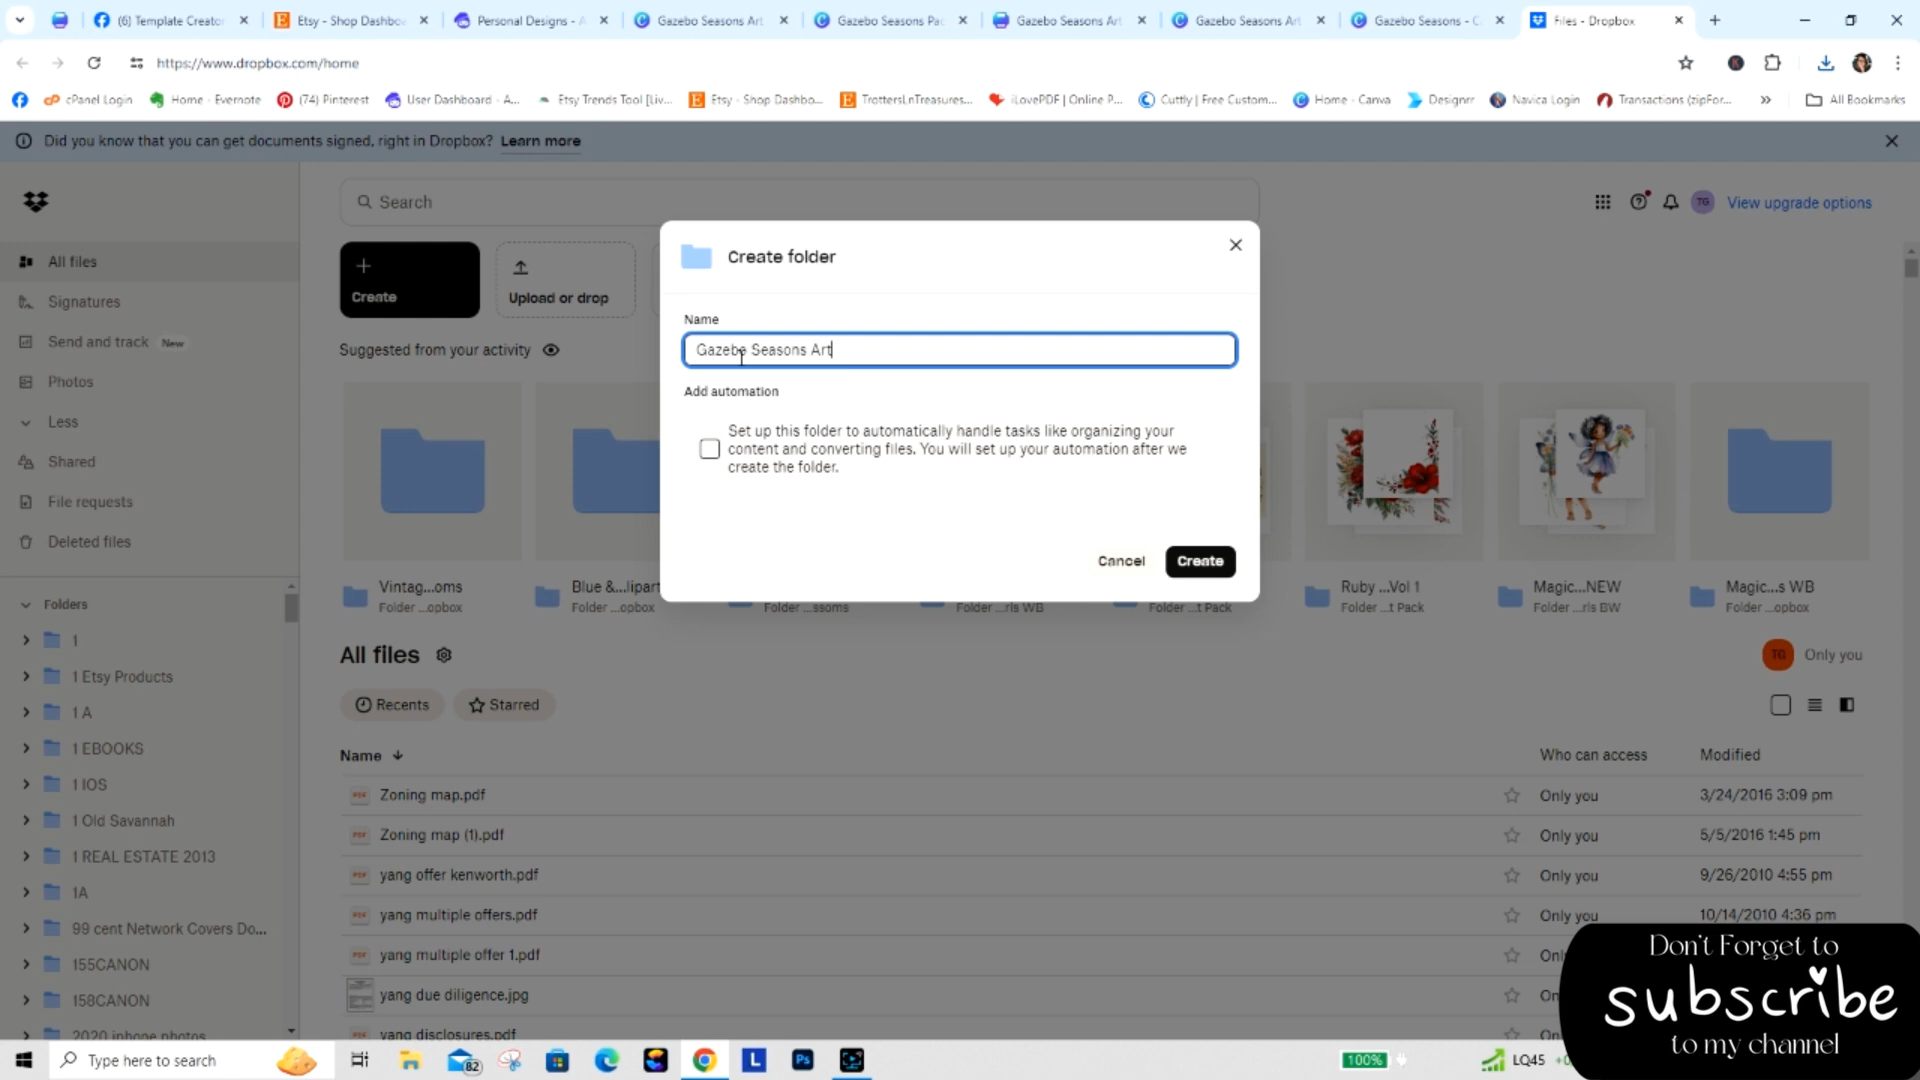 (6) Template Creator
Etsy - Shop Dashbo
Personal Designs - A
Gazebo Seasons Art
Gazebo Seasons Pac
Gazebo Seasons Art
Gazebo Seasons Art
Gazebo Seasons - C
Files - Dropbox
https://www.dropbox.com/home
cPanel Login
Home - Evernote
(74) Pinterest
User Dashboard - A...
Etsy Trends Tool [Liv...
Etsy - Shop Dashbo...
TrottersLnTreasures...
iLovePDF | Online P...
Cuttly | Free Custom...
Home - Canva
Designrr
Navica Login
Transactions (zipFor...
All Bookmarks
Did you know that you can get documents signed, right in Dropbox? Learn more
Search
TG
View upgrade options
All files
Signatures
Send and track New
Photos
Less
Shared
File requests
Deleted files
Create
Upload or drop
Suggested from your activity
Create folder
Name
Gazebo Seasons Art
Add automation
Set up this folder to automatically handle tasks like organizing your
content and converting files. You will set up your automation after we
create the folder.
Cancel
Create
Vintag...oms
Folder ...opbox
Blue &...lipart
Folder ...opbox
Folder ...ssoms
Folder ...rls WB
Folder ...t Pack
Ruby ...Vol 1
Folder ...t Pack
Magic...NEW
Folder ...rls BW
Magic...s WB
Folder ...opbox
Folders
1
1 Etsy Products
1 A
1 EBOOKS
1 IOS
1 Old Savannah
1 REAL ESTATE 2013
1A
99 cent Network Covers Do...
155CANON
158CANON
2020 iphone photos
All files
TG
Only you
Recents
Starred
Name
Who can access
Modified
Zoning map.pdf
Only you
3/24/2016 3:09 pm
Zoning map (1).pdf
Only you
5/5/2016 1:45 pm
yang offer kenworth.pdf
Only you
9/26/2010 4:55 pm
yang multiple offers.pdf
Only you
10/14/2010 4:36 pm
yang multiple offer 1.pdf
Onl
yang due diligence.jpg
On
yang disclosures.pdf
On
Don't Forget to
subscribe
to my channel
Type here to search
82
L
Ps
100%
LQ45